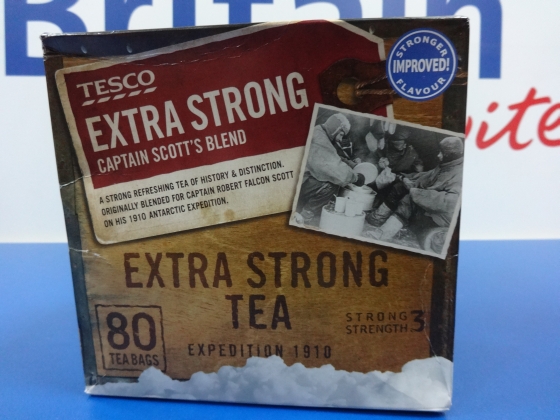 Britain
ite
STRONGER
IMPROVED!
FLAVOUR
TESCO
EXTRA STRONG
CAPTAIN SCOTT'S BLEND
A STRONG REFRESHING TEA OF HISTORY & DISTINCTION.
ORIGINALLY BLENDED FOR CAPTAIN ROBERT FALCON SCOTT
ON HIS 1910 ANTARCTIC EXPEDITION.
EXTRA STRONG
TEA
80
TEA BAGS
STRONG
STRENGTH 3
EXPEDITION 1910